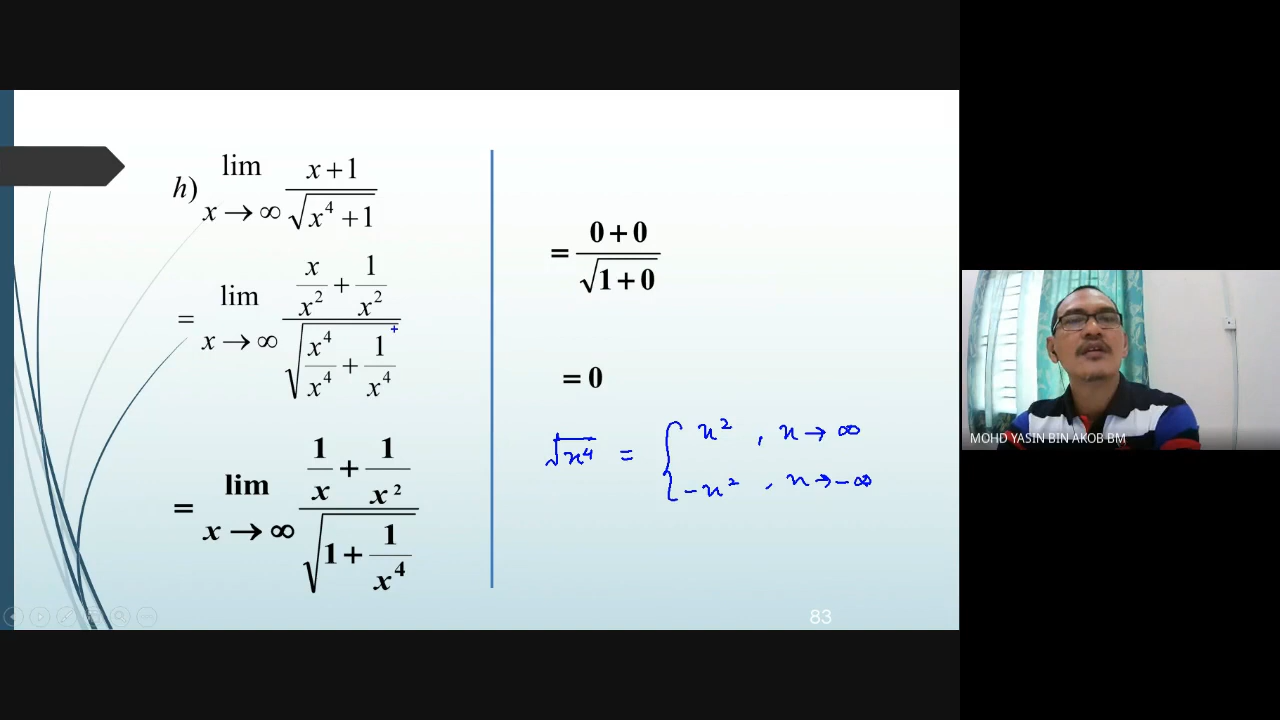 h) lim x→∞ (x+1)/√(x⁴+1)
= lim x→∞ (x/x² + 1/x²)/√(x⁴/x⁴ + 1/x⁴)
= lim x→∞ (1/x + 1/x²)/√(1 + 1/x⁴)
= (0+0)/√(1+0)
= 0
√x⁴ = { x² , x→∞
-x² , x→-∞
83
MOHD YASIN BIN AKOB BM